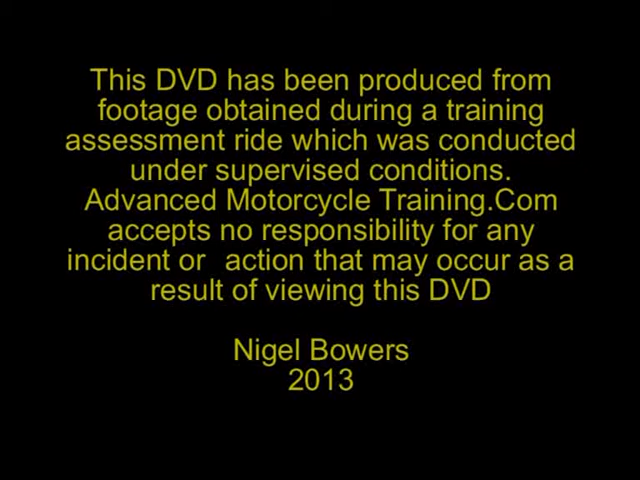 This DVD has been produced from
footage obtained during a training
assessment ride which was conducted
under supervised conditions.
Advanced Motorcycle Training.Com
accepts no responsibility for any
incident or  action that may occur as a
result of viewing this DVD
Nigel Bowers
2013